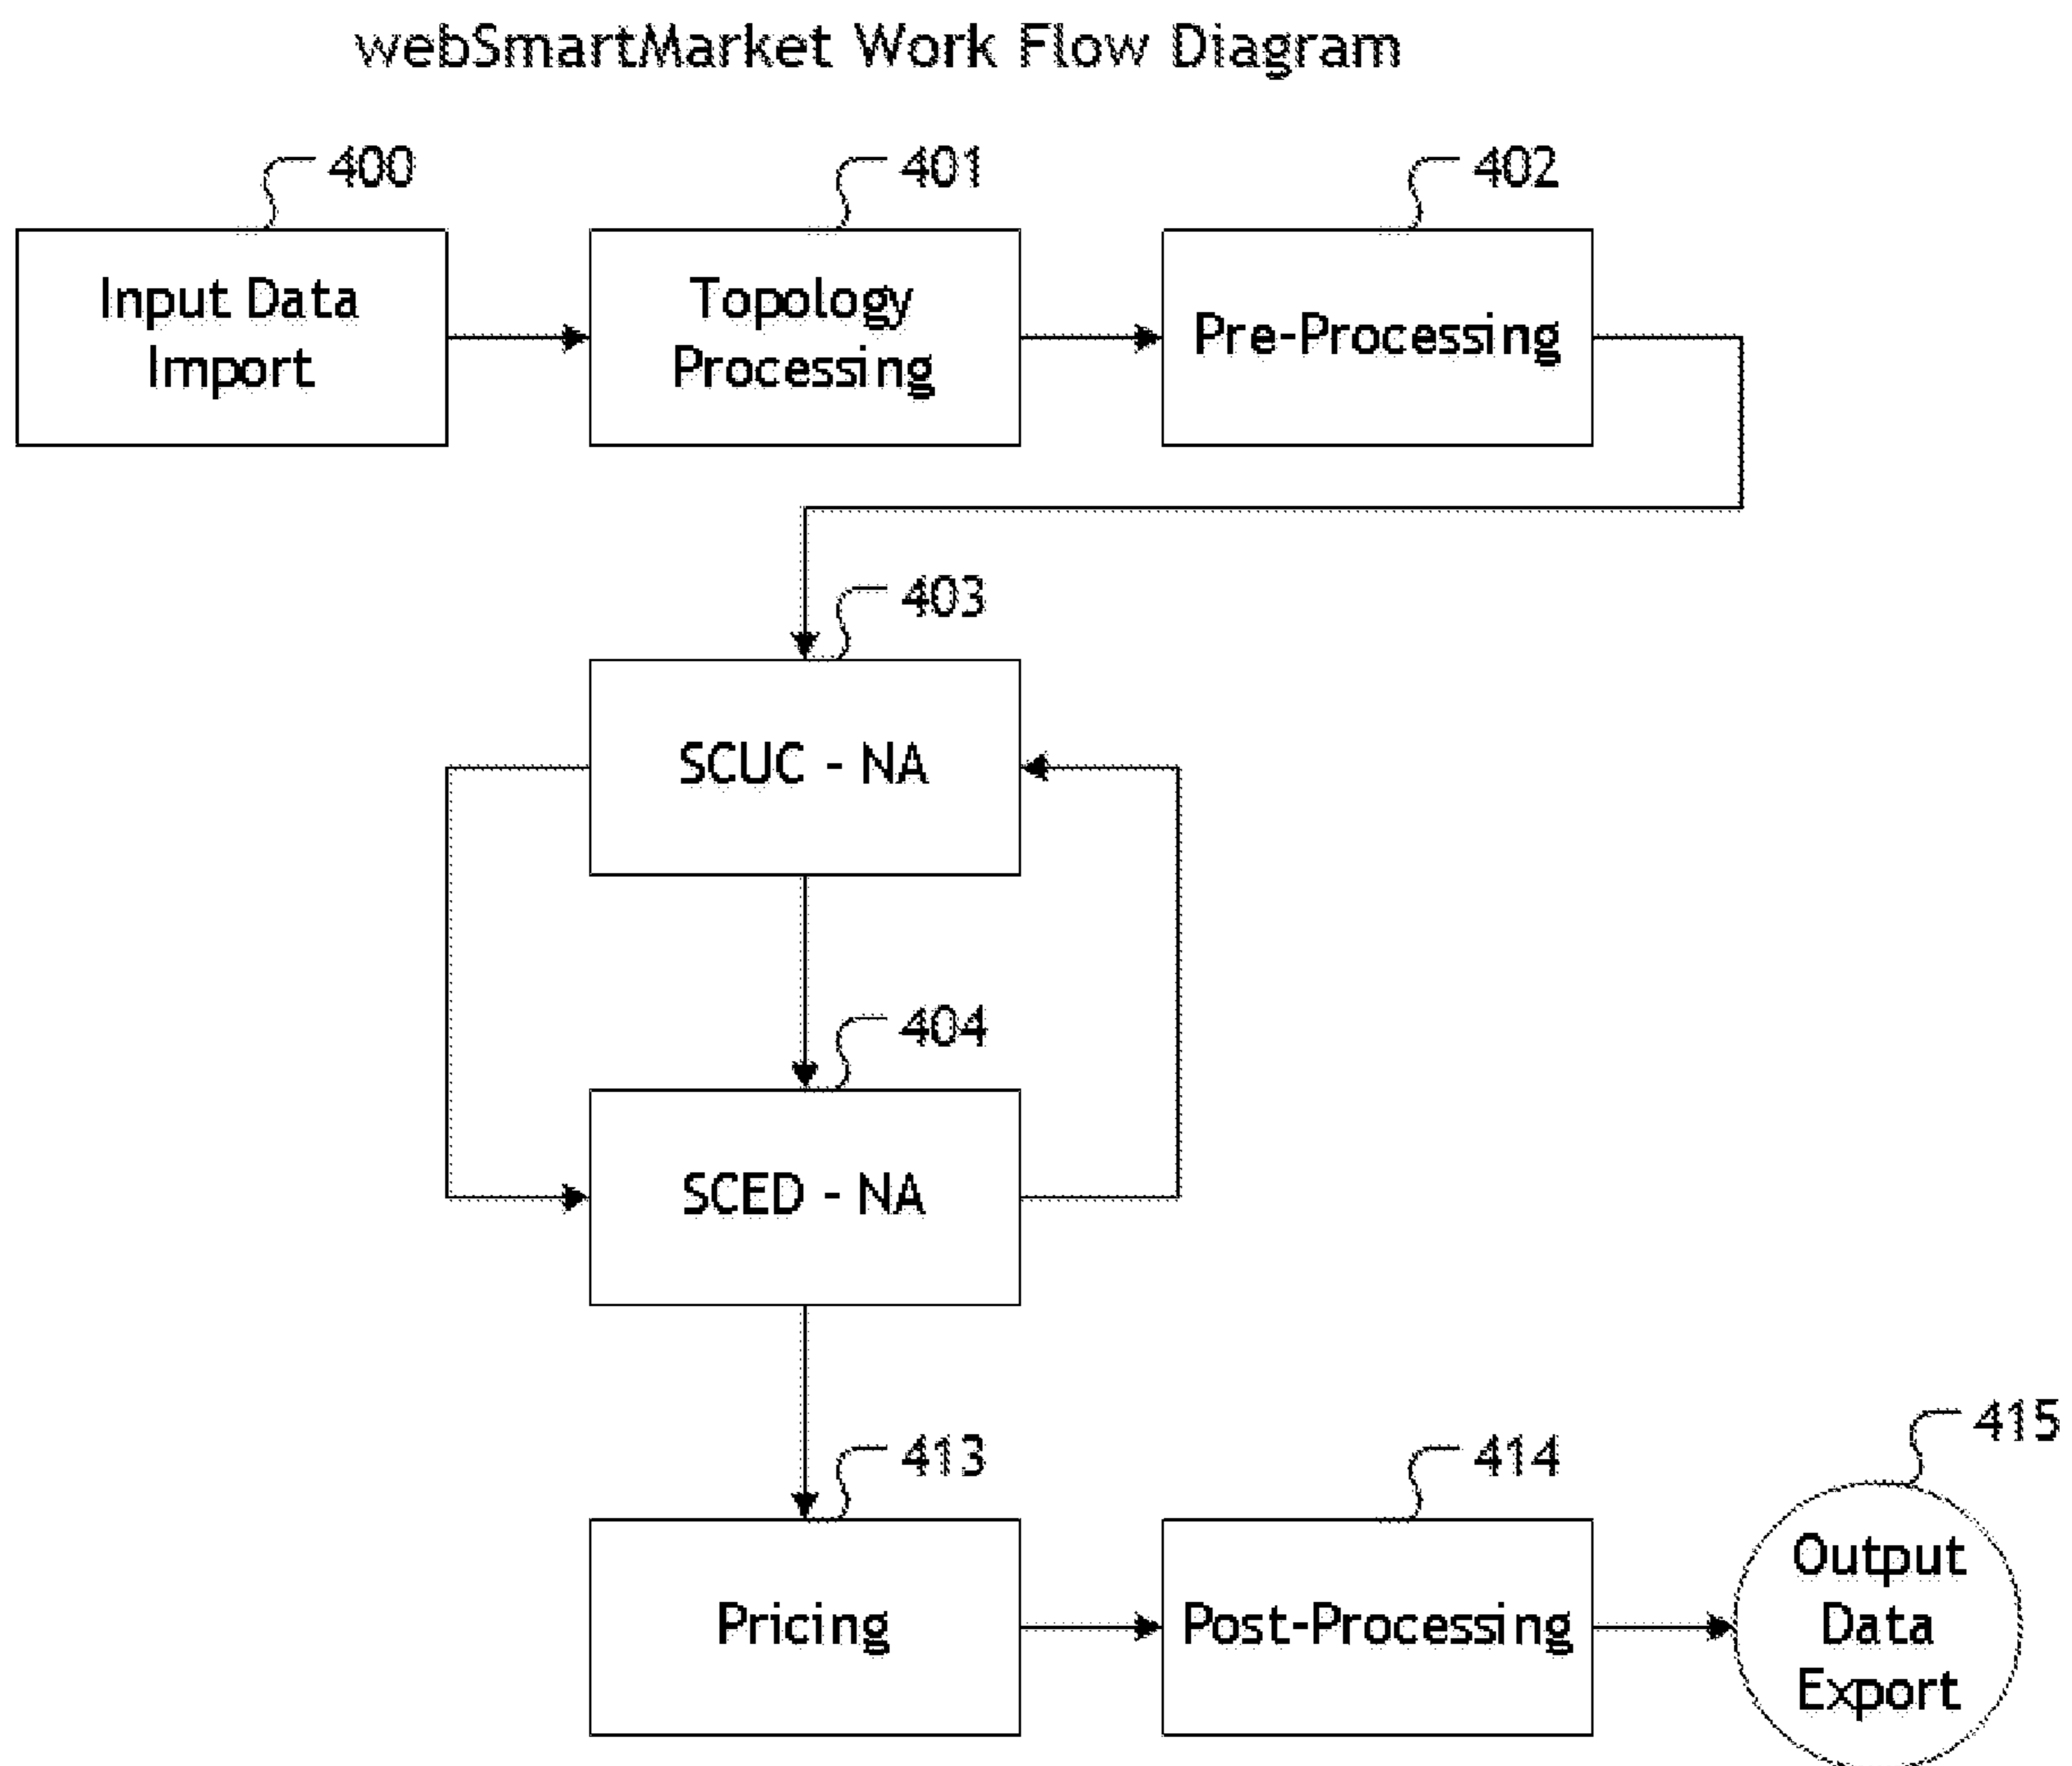 webSmartMarket Work Flow Diagram
400
401
402
Input Data
Import
Topology
Processing
Pre-Processing
403
SCUC - NA
404
SCED - NA
413
414
415
Pricing
Post-Processing
Output
Data
Export